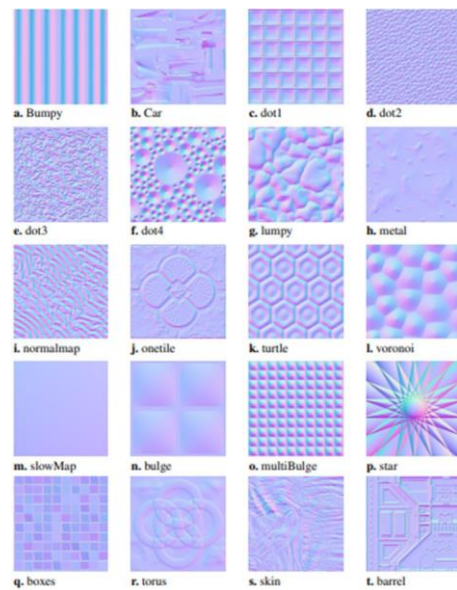 a. Bumpy b. Car c. dot1 d. dot2
e. dot3 f. dot4 g. lumpy h. metal
i. normalmap j. onetile k. turtle l. voronoi
m. slowMap n. bulge o. multiBulge p. star
q. boxes r. torus s. skin t. barrel